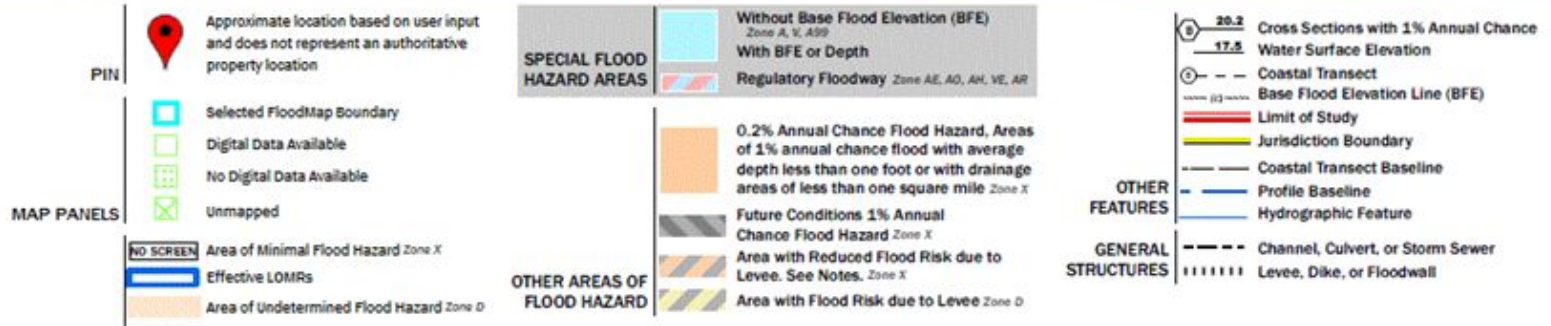 PIN
Approximate location based on user input
and does not represent an authoritative
property location
MAP PANELS
Selected FloodMap Boundary
Digital Data Available
No Digital Data Available
Unmapped
NO SCREEN Area of Minimal Flood Hazard Zone X
Effective LOMRs
Area of Undetermined Flood Hazard Zone D
SPECIAL FLOOD
HAZARD AREAS
Without Base Flood Elevation (BFE)
Zone A, V, A99
With BFE or Depth
Regulatory Floodway Zone AE, AO, AH, VE, AR
OTHER AREAS OF
FLOOD HAZARD
0.2% Annual Chance Flood Hazard, Areas
of 1% annual chance flood with average
depth less than one foot or with drainage
areas of less than one square mile Zone X
Future Conditions 1% Annual
Chance Flood Hazard Zone X
Area with Reduced Flood Risk due to
Levee. See Notes. Zone X
Area with Flood Risk due to Levee Zone D
OTHER
FEATURES
20.2 Cross Sections with 1% Annual Chance
17.5 Water Surface Elevation
Coastal Transect
Base Flood Elevation Line (BFE)
Limit of Study
Jurisdiction Boundary
Coastal Transect Baseline
Profile Baseline
Hydrographic Feature
GENERAL
STRUCTURES
Channel, Culvert, or Storm Sewer
Levee, Dike, or Floodwall